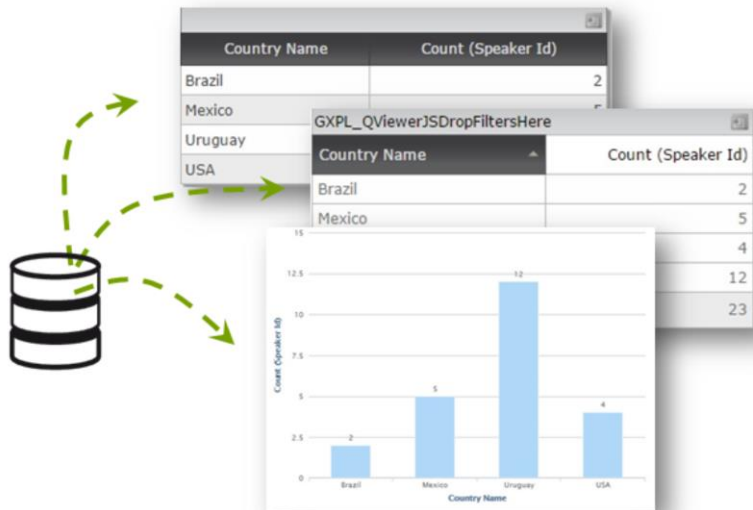 Country Name Count (Speaker Id)
Brazil 2
Mexico
Uruguay
USA
GXPL_QViewerJSDropFiltersHere
Country Name Count (Speaker Id)
Brazil 2
Mexico 5
4
12
23
15
12.5
10
7.5
5
2.5
0
Count (Speaker Id)
2
5
12
4
Brazil Mexico Uruguay USA
Country Name